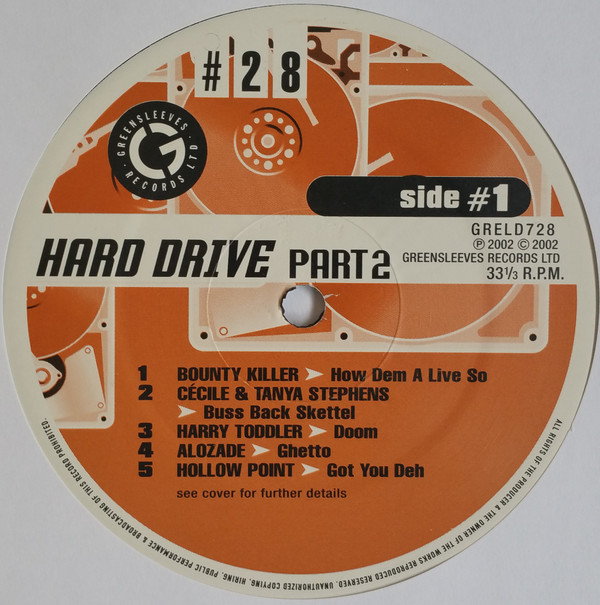 #28
GREENSLEEVES
RECORDS LTD
side #1
HARD DRIVE PART 2
GRELD728
℗ 2002 © 2002
GREENSLEEVES RECORDS LTD
33⅓ R.P.M.
1 BOUNTY KILLER ➤ How Dem A Live So
2 CÉCILE & TANYA STEPHENS
➤ Buss Back Skettel
3 HARRY TODDLER ➤ Doom
4 ALOZADE ➤ Ghetto
5 HOLLOW POINT ➤ Got You Deh
see cover for further details
ALL RIGHTS OF THE PRODUCER & THE OWNER OF THE WORKS REPRODUCED RESERVED. UNAUTHORIZED COPYING. HIRING. PUBLIC PERFORMANCE & BROADCASTING OF THIS RECORD PROHIBITED.